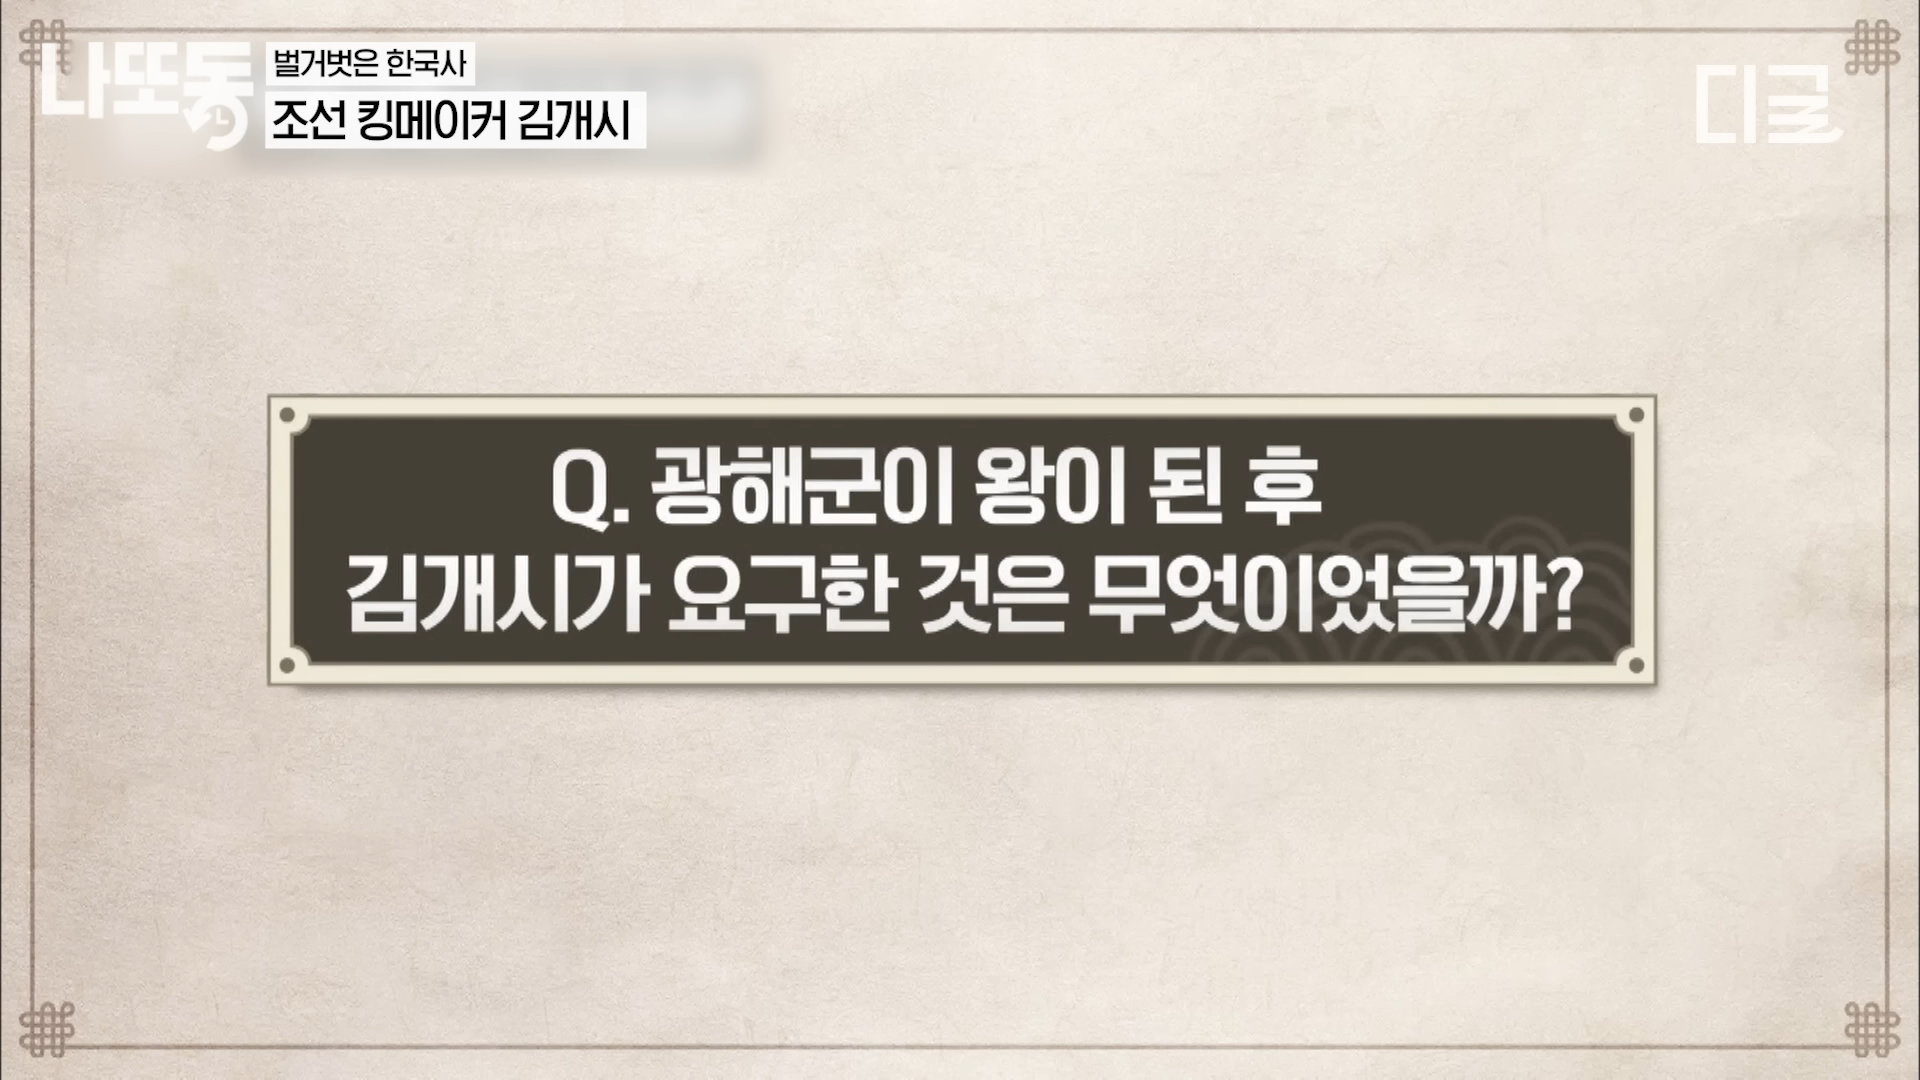 나또동
벌거벗은 한국사
조선 킹메이커 김개시
디글
Q. 광해군이 왕이 된 후
김개시가 요구한 것은 무엇이었을까?